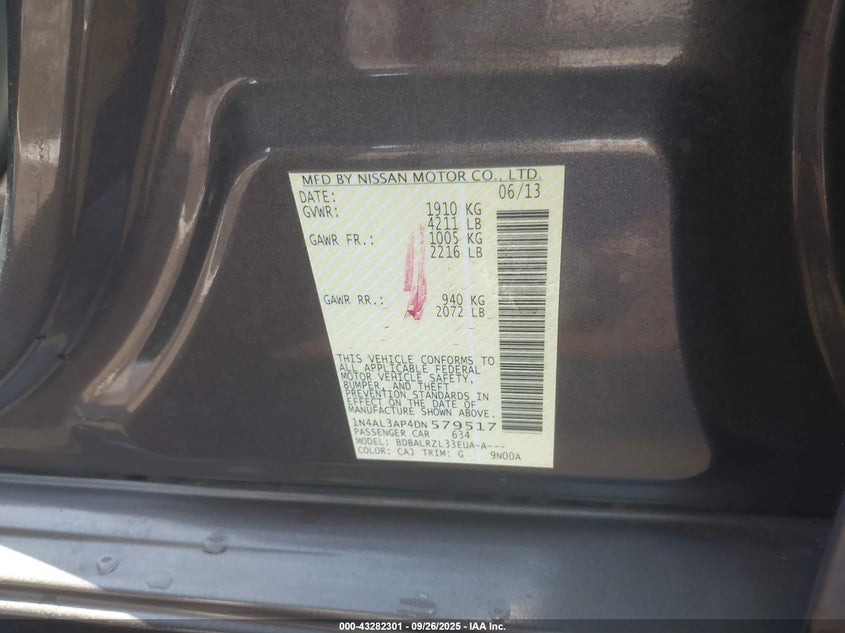 MFD BY NISSAN MOTOR CO., LTD.
DATE: 06/13
GVWR: 1910 KG
4211 LB
GAWR FR.: 1005 KG
2216 LB
GAWR RR.: 940 KG
2072 LB
THIS VEHICLE CONFORMS TO
ALL APPLICABLE FEDERAL
MOTOR VEHICLE SAFETY,
BUMPER, AND THEFT
PREVENTION STANDARDS IN
EFFECT ON THE DATE OF
MANUFACTURE SHOWN ABOVE.
1N4AL3AP4DN579517
PASSENGER CAR 634
MODEL: BDBALRZL33EUA-A---
COLOR: CAJ TRIM: G 9N00A
000-43282301 - 09/26/2025 - IAA Inc.